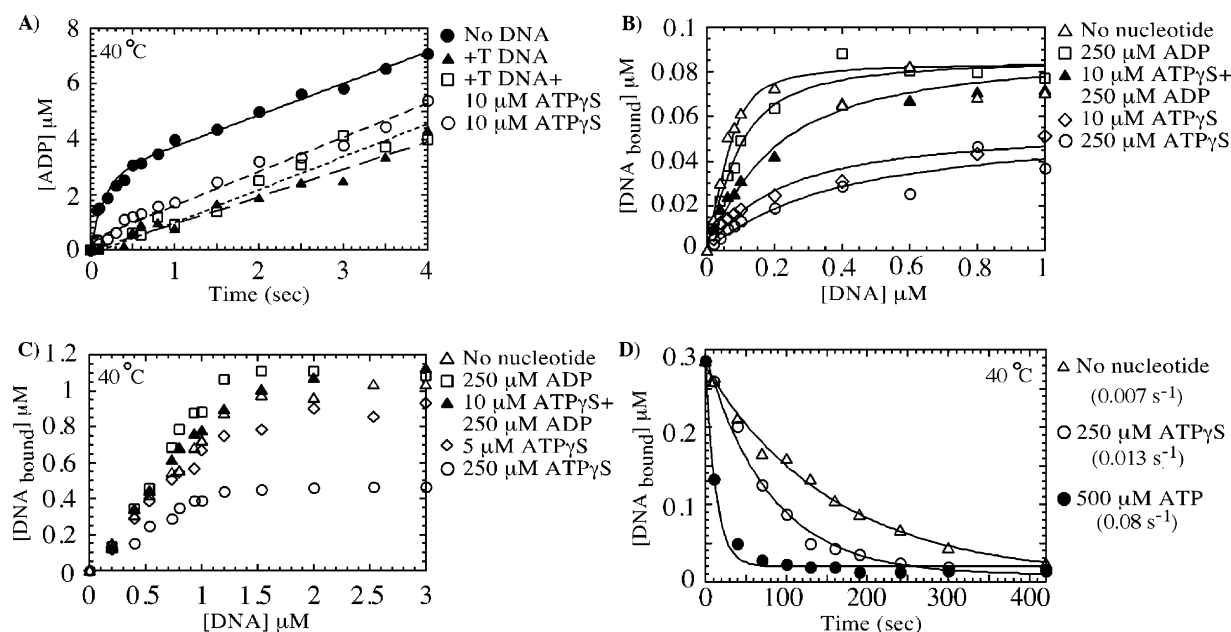 A)
40 °C
[ADP] μM
8
6
4
2
0
0 1 2 3 4
Time (sec)
No DNA
+T DNA
+T DNA+
10 μM ATPγS
10 μM ATPγS
B)
[DNA bound] μM
0.1
0.08
0.06
0.04
0.02
0.0
0 0.2 0.4 0.6 0.8 1
[DNA] μM
No nucleotide
250 μM ADP
10 μM ATPγS+
250 μM ADP
10 μM ATPγS
250 μM ATPγS
C)
40 °C
[DNA bound] μM
1.2
1
0.8
0.6
0.4
0.2
0
0 0.5 1 1.5 2 2.5 3
[DNA] μM
No nucleotide
250 μM ADP
10 μM ATPγS+
250 μM ADP
5 μM ATPγS
250 μM ATPγS
D)
40 °C
[DNA bound] μM
0.3
0.2
0.1
0
0 100 200 300 400
Time (sec)
No nucleotide
(0.007 s⁻¹)
250 μM ATPγS
(0.013 s⁻¹)
500 μM ATP
(0.08 s⁻¹)